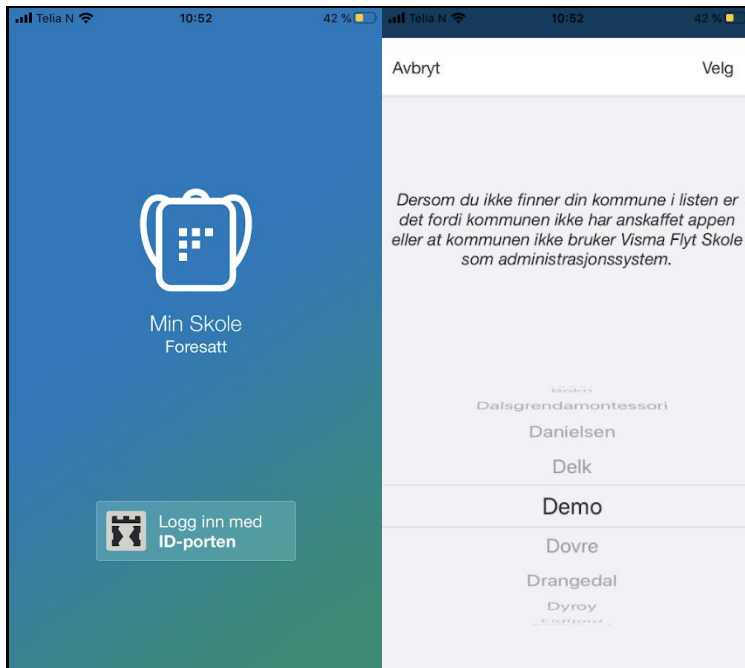 Telia N 10:52 42 %
Min Skole
Foresatt
Logg inn med
ID-porten
Telia N 10:52 42 %
Avbryt Velg
Dersom du ikke finner din kommune i listen er
det fordi kommunen ikke har anskaffet appen
eller at kommunen ikke bruker Visma Flyt Skole
som administrasjonssystem.
Dalsgrendamontessori
Danielsen
Delk
Demo
Dovre
Drangedal
Dyroy
Eidfjord